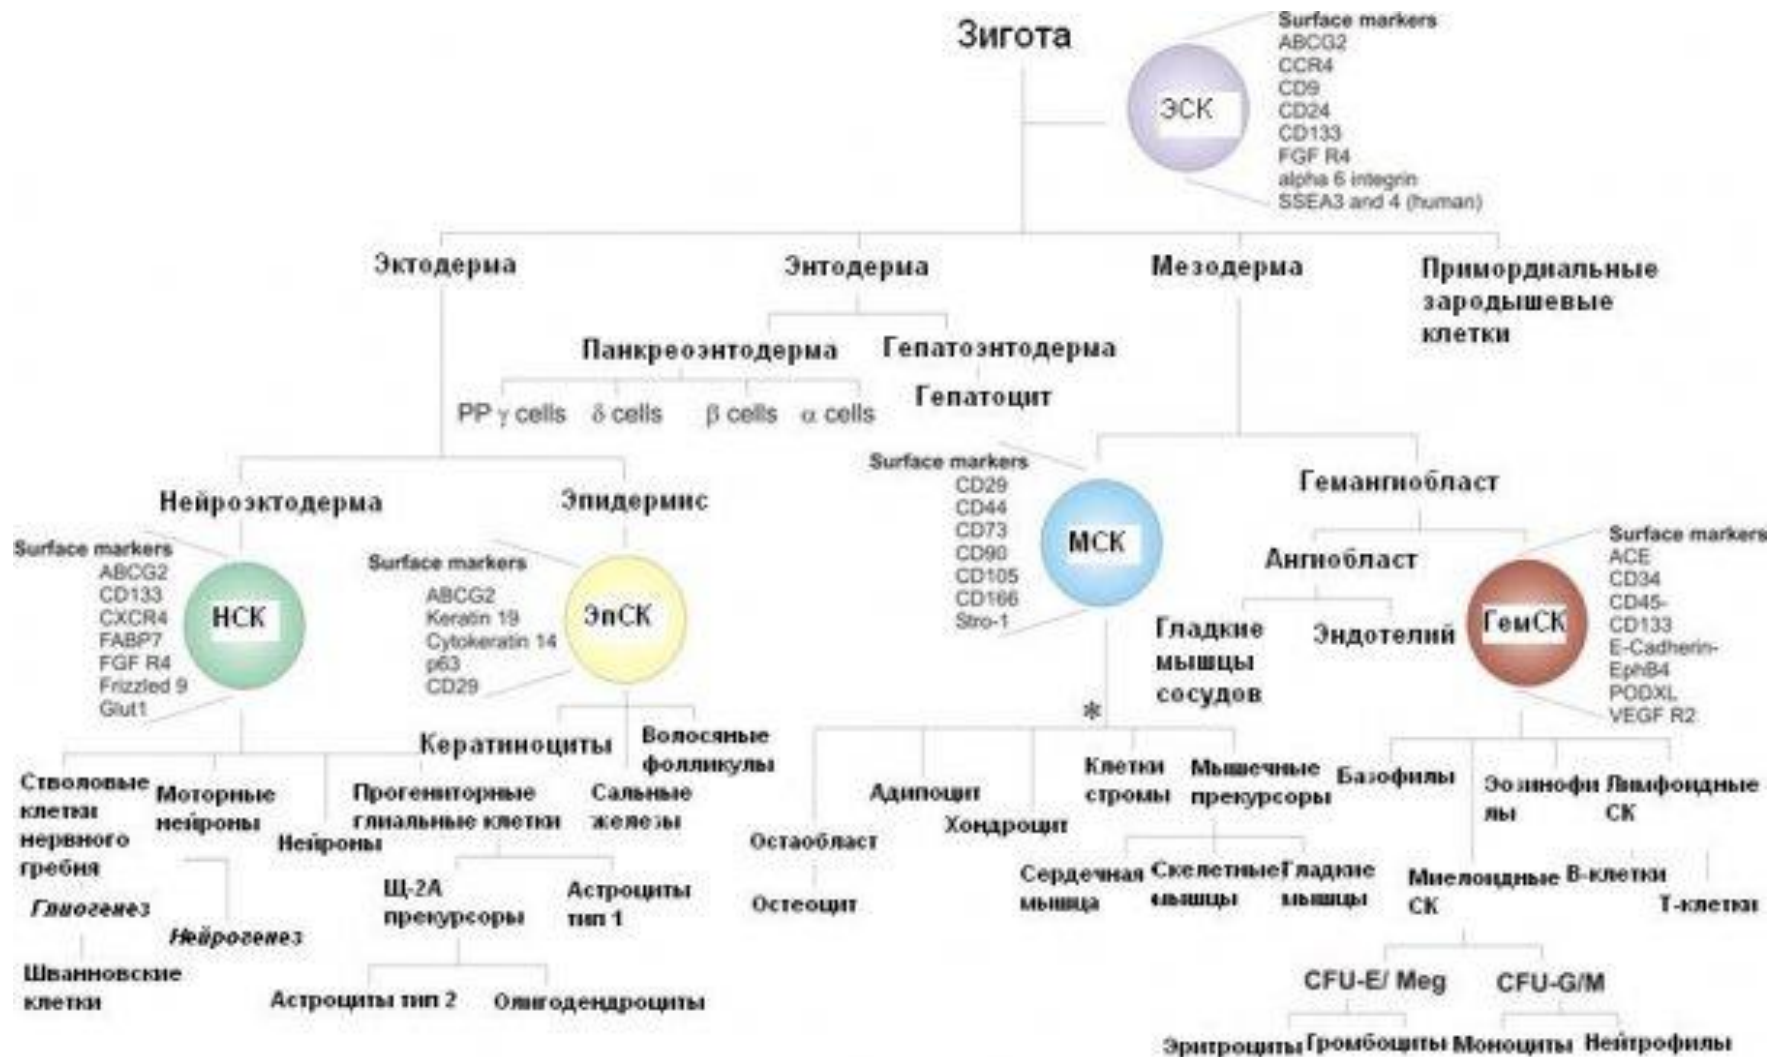 Зигота
ЭСК
Surface markers
ABCG2
CCR4
CD9
CD24
CD133
FGF R4
alpha 6 integrin
SSEA3 and 4 (human)
Эктодерма
Энтодерма
Мезодерма
Примордиальные
зародышевые
клетки
Панкреоэнтодерма
Гепатоэнтодерма
PP γ cells
δ cells
β cells
α cells
Гепатоцит
Нейроэктодерма
Эпидермис
Surface markers
CD29
CD44
CD73
CD90
CD105
CD166
Stro-1
МСК
Гемангиобласт
Ангиобласт
Гладкие
мышцы
сосудов
Эндотелий
ГемСК
Surface markers
ACE
CD34
CD45-
CD133
E-Cadherin-
EphB4
PODXL
VEGF R2
Surface markers
ABCG2
CD133
CXCR4
FABP7
FGF R4
Frizzled 9
Glut1
НСК
Surface markers
ABCG2
Keratin 19
Cytokeratin 14
p63
CD29
ЭпСК
Кератиноциты
Волосяные
фолликулы
Сальные
железы
Стволовые
клетки
нервного
гребня
Моторные
нейроны
Нейроны
Прогениторные
глиальные клетки
Глиогенез
Нейрогенез
Шванновские
клетки
Щ-2А
прекурсоры
Астроциты
тип 1
Астроциты тип 2
Олигодендроциты
*
Остаобласт
Остеоцит
Адипоцит
Хондроцит
Клетки
стромы
Мышечные
прекурсоры
Сердечная
мышца
Скелетные
мышцы
Гладкие
мышцы
Базофилы
Эозинофи
лы
Лимфоидные
СК
Миелоидные
СК
В-клетки
Т-клетки
CFU-E/ Meg
CFU-G/M
Эритроциты
Громбоциты
Моноциты
Нейтрофилы